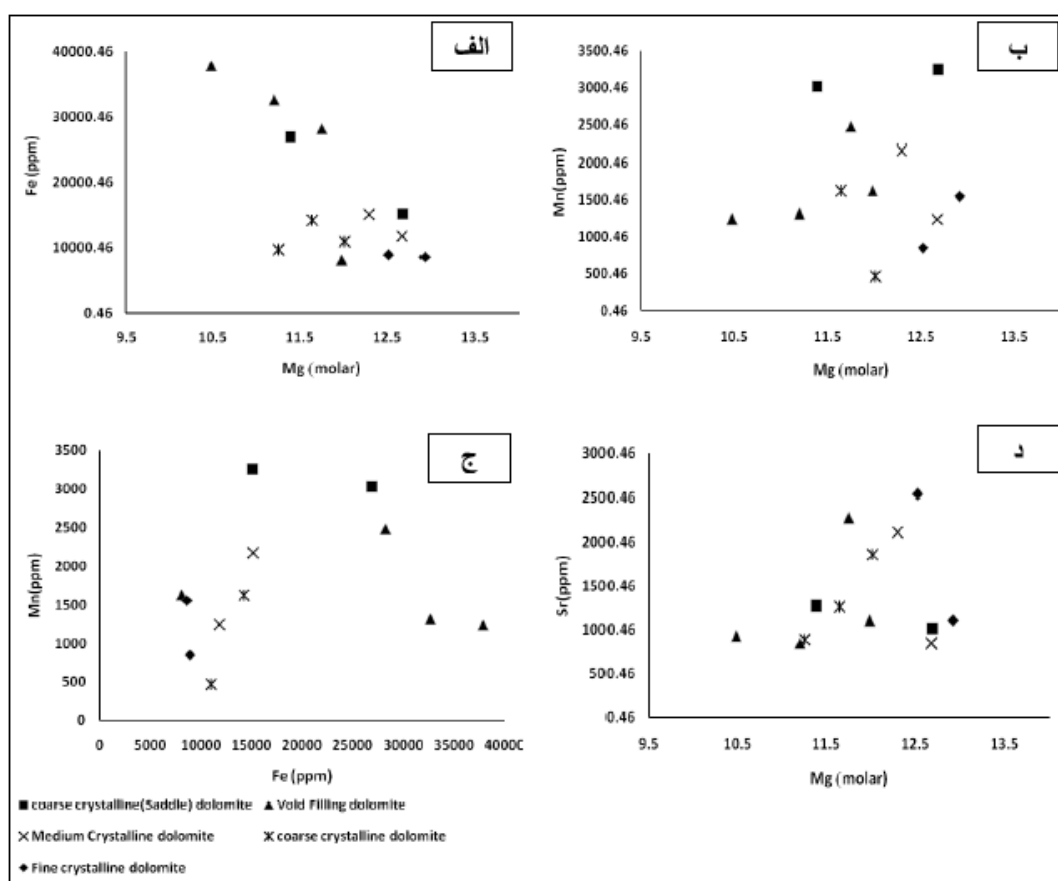 الف
40000.46
30000.46
20000.46
10000.46
0.46
Fe (ppm)
9.5 10.5 11.5 12.5 13.5
Mg (molar)
ب
3500.46
3000.46
2500.46
2000.46
1500.46
1000.46
500.46
0.46
Mn(ppm)
9.5 10.5 11.5 12.5 13.5
Mg (molar)
ج
3500
3000
2500
2000
1500
1000
500
0
Mn(ppm)
0 5000 10000 15000 20000 25000 30000 35000 40000
Fe (ppm)
د
3000.46
2500.46
2000.46
1500.46
1000.46
500.46
0.46
Sr(ppm)
9.5 10.5 11.5 12.5 13.5
Mg (molar)
coarse crystalline(Saddle) dolomite Void Filling dolomite
Medium Crystalline dolomite coarse crystalline dolomite
Fine crystalline dolomite